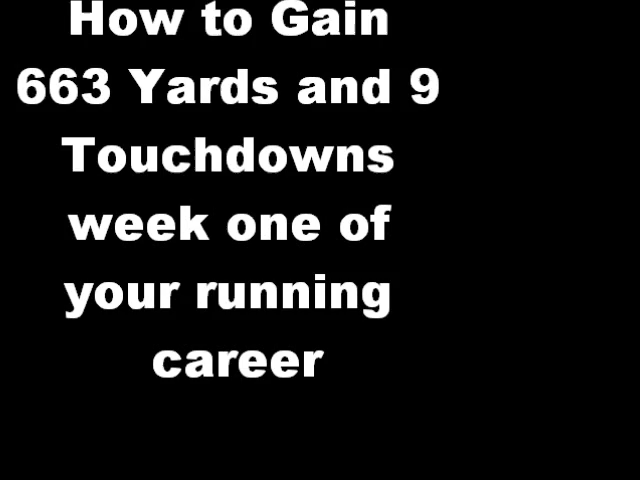 How to Gain
663 Yards and 9
Touchdowns
week one of
your running
career